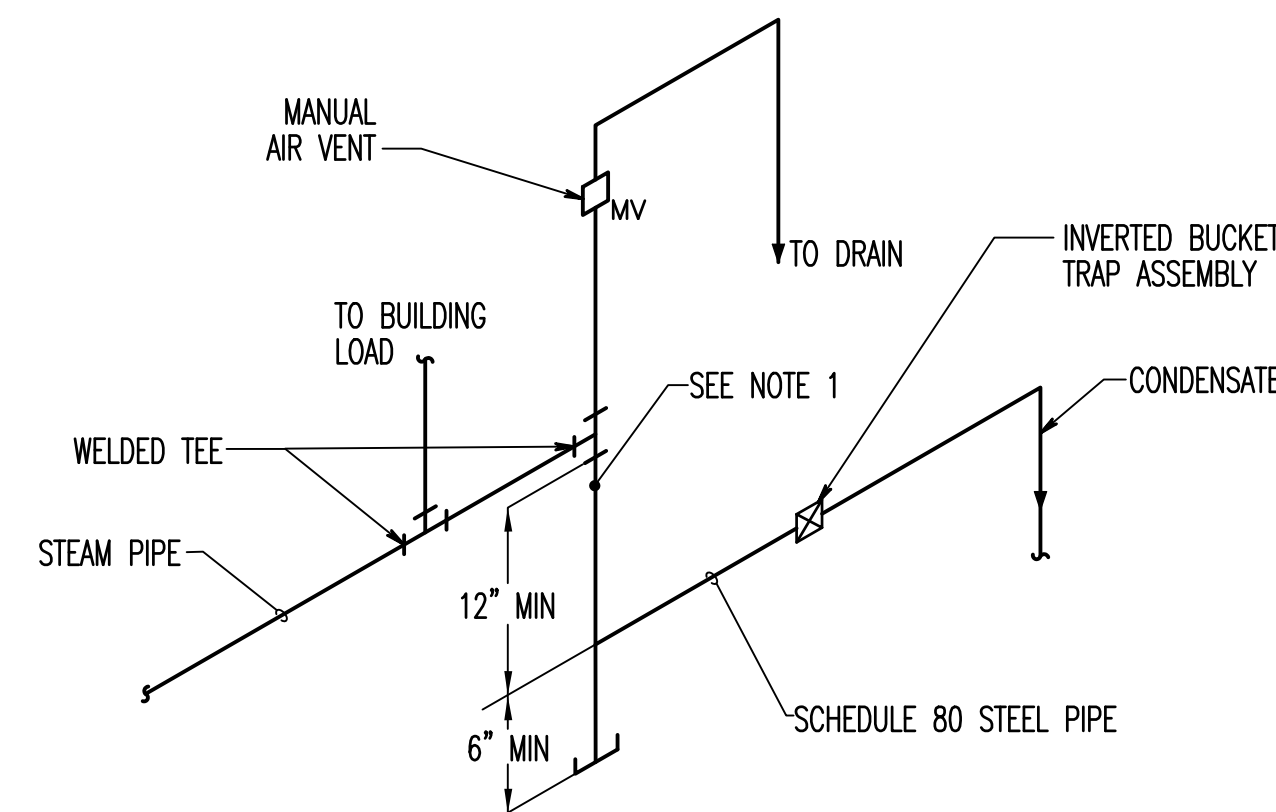 MANUAL
AIR VENT
MV
TO DRAIN
INVERTED BUCKET
TRAP ASSEMBLY
TO BUILDING
LOAD
SEE NOTE 1
CONDENSATE
WELDED TEE
STEAM PIPE
12" MIN
SCHEDULE 80 STEEL PIPE
6" MIN